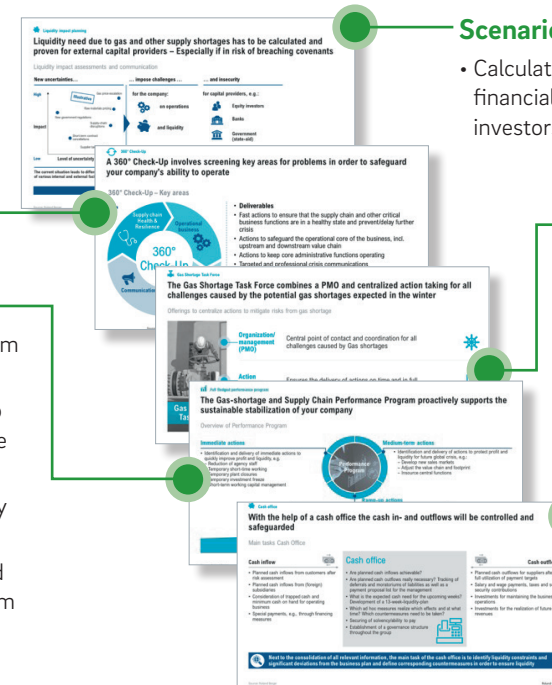 Liquidity impact planning
Liquidity need due to gas and other supply shortages has to be calculated and
proven for external capital providers – Especially if in risk of breaching covenants
Liquidity impact assessments and communication
New uncertainties…
… impose challenges …
… and insecurity
High
Impact
Low
Level of uncertainty
for the company:
on operations
and liquidity
for capital providers, e.g.:
Equity investors
Banks
Government
(state-aid)
Scenario
• Calculat
financial
investor
360° Check-Up
A 360° Check-Up involves screening key areas for problems in order to safeguard
your company's ability to operate
360° Check-Up – Key areas
Supply chain
Health &
Resilience
Operational
business
360°
Check-Up
Communication
• Deliverables
• Fast actions to ensure that the supply chain and other critical
business functions are in a healthy state and prevent/delay further
crisis
• Actions to safeguard the operational core of the business, incl.
upstream and downstream value chain
• Actions to keep core administrative functions operating
• Targeted and professional crisis communications
Gas Shortage Task Force
The Gas Shortage Task Force combines a PMO and centralized action taking for all
challenges caused by the potential gas shortages expected in the winter
Offerings to centralize actions to mitigate risks from gas shortage
Organization/
management
(PMO)
Central point of contact and coordination for all
challenges caused by Gas shortages
Action
Ensures the delivery of actions on time and in full
Gas
Tas
Full fledged performance program
The Gas-shortage and Supply Chain Performance Program proactively supports the
sustainable stabilization of your company
Overview of Performance Program
Immediate actions
• Identification and delivery of immediate actions to
quickly improve profit and liquidity, e.g.
Reduction of agency staff
Temporary short-time working
Temporary plant closures
Temporary investment freeze
Short-term working capital management
Performance
Program
Medium-term actions
• Identification and delivery of actions to protect profit and
liquidity for future global crisis, e.g.:
– Develop new sales markets
– Adjust the value chain and footprint
– Insource central functions
Cash office
With the help of a cash office the cash in- and outflows will be controlled and
safeguarded
Main tasks Cash Office
Cash inflow
• Planned cash inflows from customers after
risk assessment
• Planned cash inflows from (foreign)
subsidiaries
• Consideration of trapped cash and
minimum cash on hand for operating
business
• Special payments, e.g., through financing
measures
Cash office
• Are planned cash inflows achievable?
• Are planned cash outflows really necessary? Tracking of
deferrals and moratoriums of liabilities as well as a
payment proposal list for the management
• What is the expected cash need for the upcoming weeks?
Development of a 13-week-liquidity-plan
• Which ad hoc measures realize which effects and at what
time? Which countermeasures need to be taken?
• Securing of solvency/ability to pay
• Establishment of a governance structure
throughout the group
Cash outfl
• Planned cash outflows for suppliers afte
full utilization of payment targets
• Salary and wage payments, taxes and s
security contributions
• Investments for maintaining the busines
operations
• Investments for the realization of future
revenues
Next to the consolidation of all relevant information, the main task of the cash office is to identify liquidity constraints and
significant deviations from the business plan and define corresponding countermeasures in order to ensure liquidity
m
e
y
d
m